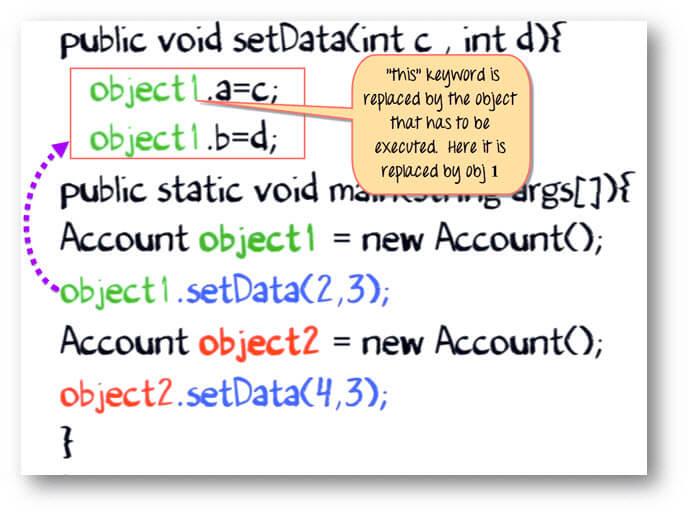 public void setData(int c , int d){
object1.a=c;
object1.b=d;
"this" keyword is
replaced by the object
that has to be
executed. Here it is
replaced by obj 1
public static void main(string args[]){
Account object1 = new Account();
object1.setData(2,3);
Account object2 = new Account();
object2.setData(4,3);
}